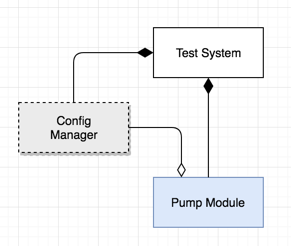 Test System
Config
Manager
Pump Module